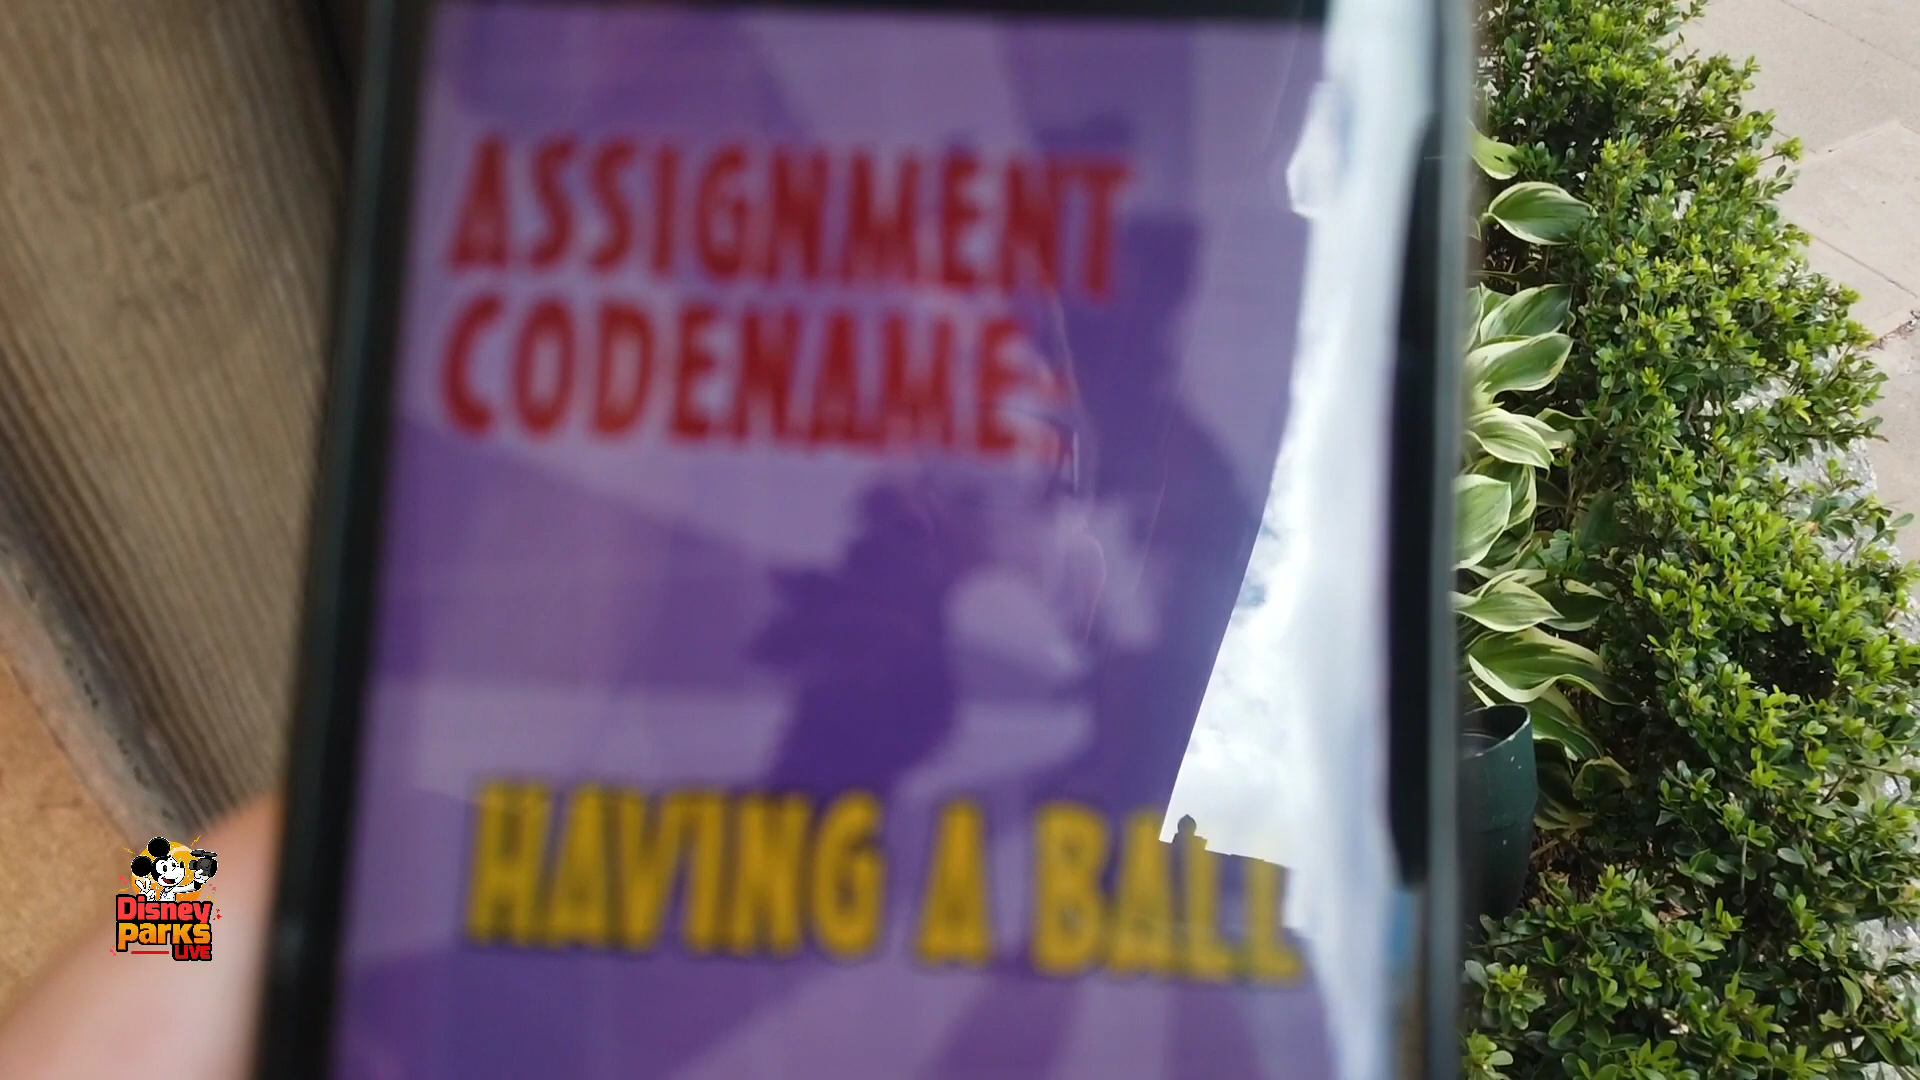 ASSIGNMENT
CODENAME:
HAVING A BALL
Disney
Parks
LIVE